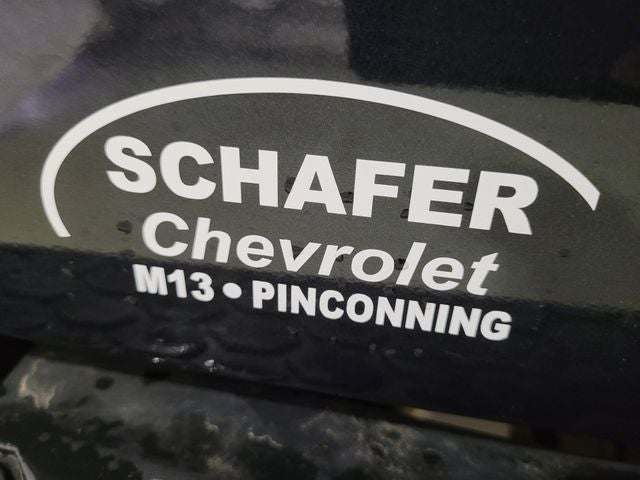 SCHAFER
Chevrolet
M13 • PINCONNING